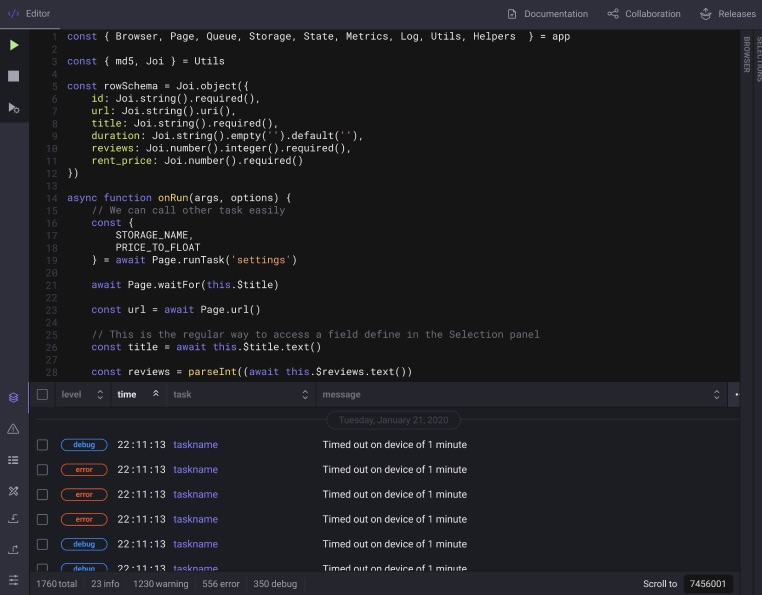 </> Editor
Documentation
Collaboration
Releases
BROWSER
SELECTIONS
1 const { Browser, Page, Queue, Storage, State, Metrics, Log, Utils, Helpers  } = app
2
3 const { md5, Joi } = Utils
4
5 const rowSchema = Joi.object({
6     id: Joi.string().required(),
7     url: Joi.string().uri(),
8     title: Joi.string().required(),
9     duration: Joi.string().empty('').default(''),
10     reviews: Joi.number().integer().required(),
11     rent_price: Joi.number().required()
12 })
13
14 async function onRun(args, options) {
15     // We can call other task easily
16     const {
17         STORAGE_NAME,
18         PRICE_TO_FLOAT
19     } = await Page.runTask('settings')
20
21     await Page.waitFor(this.$title)
22
23     const url = await Page.url()
24
25     // This is the regular way to access a field define in the Selection panel
26     const title = await this.$title.text()
27
28     const reviews = parseInt((await this.$reviews.text())
level time task message
Tuesday, January 21, 2020
debug 22:11:13 taskname Timed out on device of 1 minute
error 22:11:13 taskname Timed out on device of 1 minute
error 22:11:13 taskname Timed out on device of 1 minute
error 22:11:13 taskname Timed out on device of 1 minute
debug 22:11:13 taskname Timed out on device of 1 minute
debug 22:11:13 taskname Timed out on device of 1 minute
1760 total 23 info 1230 warning 556 error 350 debug Scroll to 7456001